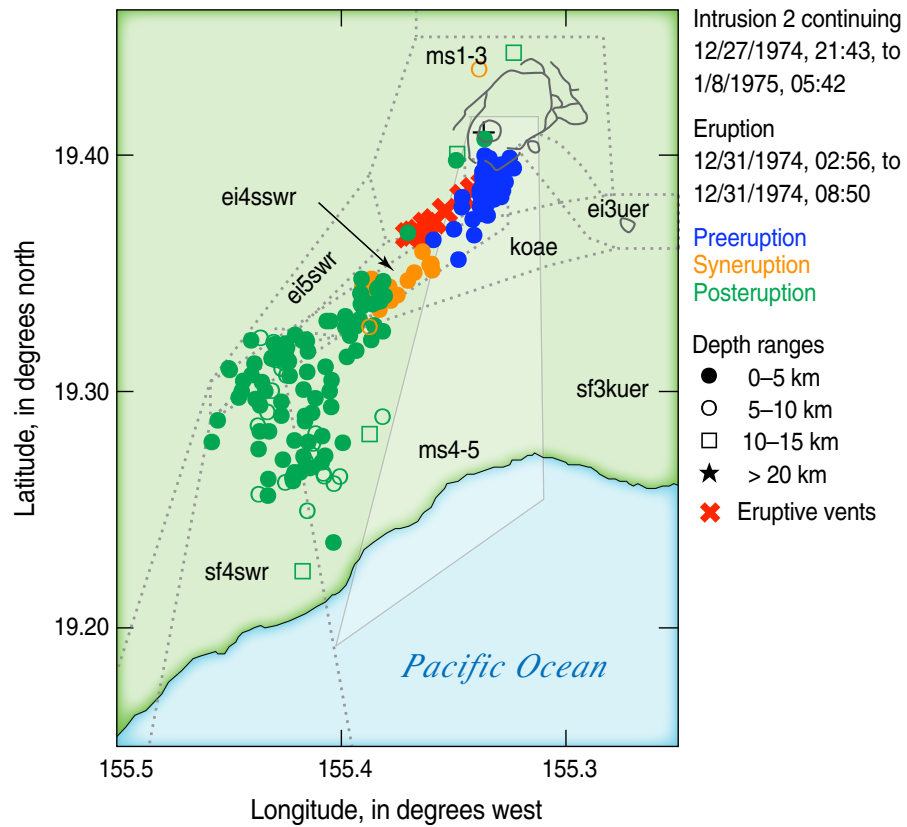 Intrusion 2 continuing
12/27/1974, 21:43, to
1/8/1975, 05:42
Eruption
12/31/1974, 02:56, to
12/31/1974, 08:50
Preeruption
Syneruption
Posteruption
Depth ranges
0–5 km
5–10 km
10–15 km
> 20 km
Eruptive vents
ms1-3
ei4sswr
ei3uer
koae
ei5swr
sf3kuer
ms4-5
sf4swr
Pacific Ocean
19.40
19.30
19.20
Latitude, in degrees north
155.5
155.4
155.3
Longitude, in degrees west